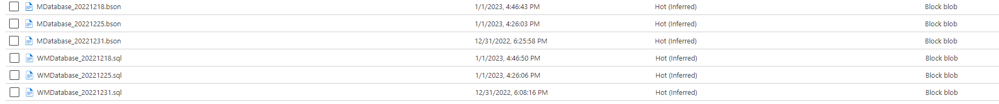 MDatabase_20221218.bson 1/1/2023, 4:46:43 PM Hot (Inferred) Block blob
MDatabase_20221225.bson 1/1/2023, 4:26:03 PM Hot (Inferred) Block blob
MDatabase_20221231.bson 12/31/2022, 6:25:58 PM Hot (Inferred) Block blob
WMDatabase_20221218.sql 1/1/2023, 4:46:50 PM Hot (Inferred) Block blob
WMDatabase_20221225.sql 1/1/2023, 4:26:06 PM Hot (Inferred) Block blob
WMDatabase_20221231.sql 12/31/2022, 6:08:16 PM Hot (Inferred) Block blob